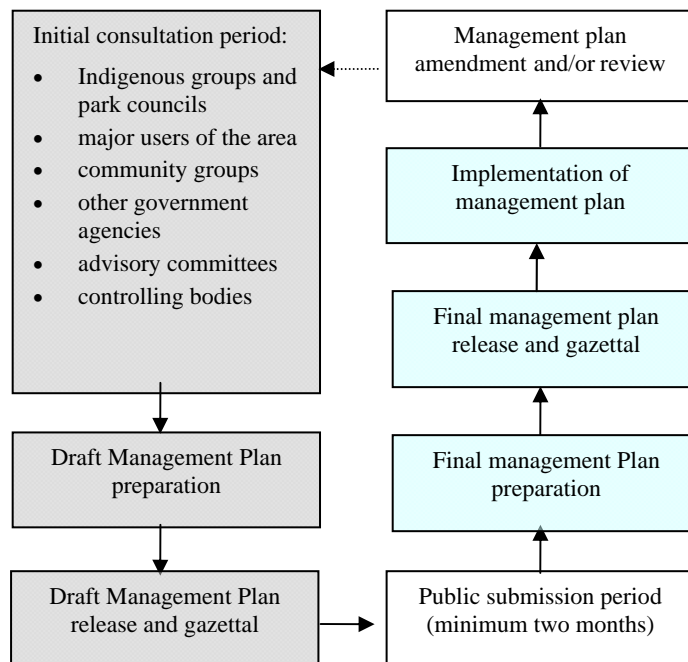 Initial consultation period:
• Indigenous groups and
park councils
• major users of the area
• community groups
• other government
agencies
• advisory committees
• controlling bodies
Draft Management Plan
preparation
Draft Management Plan
release and gazettal
Public submission period
(minimum two months)
Final management Plan
preparation
Final management plan
release and gazettal
Implementation of
management plan
Management plan
amendment and/or review